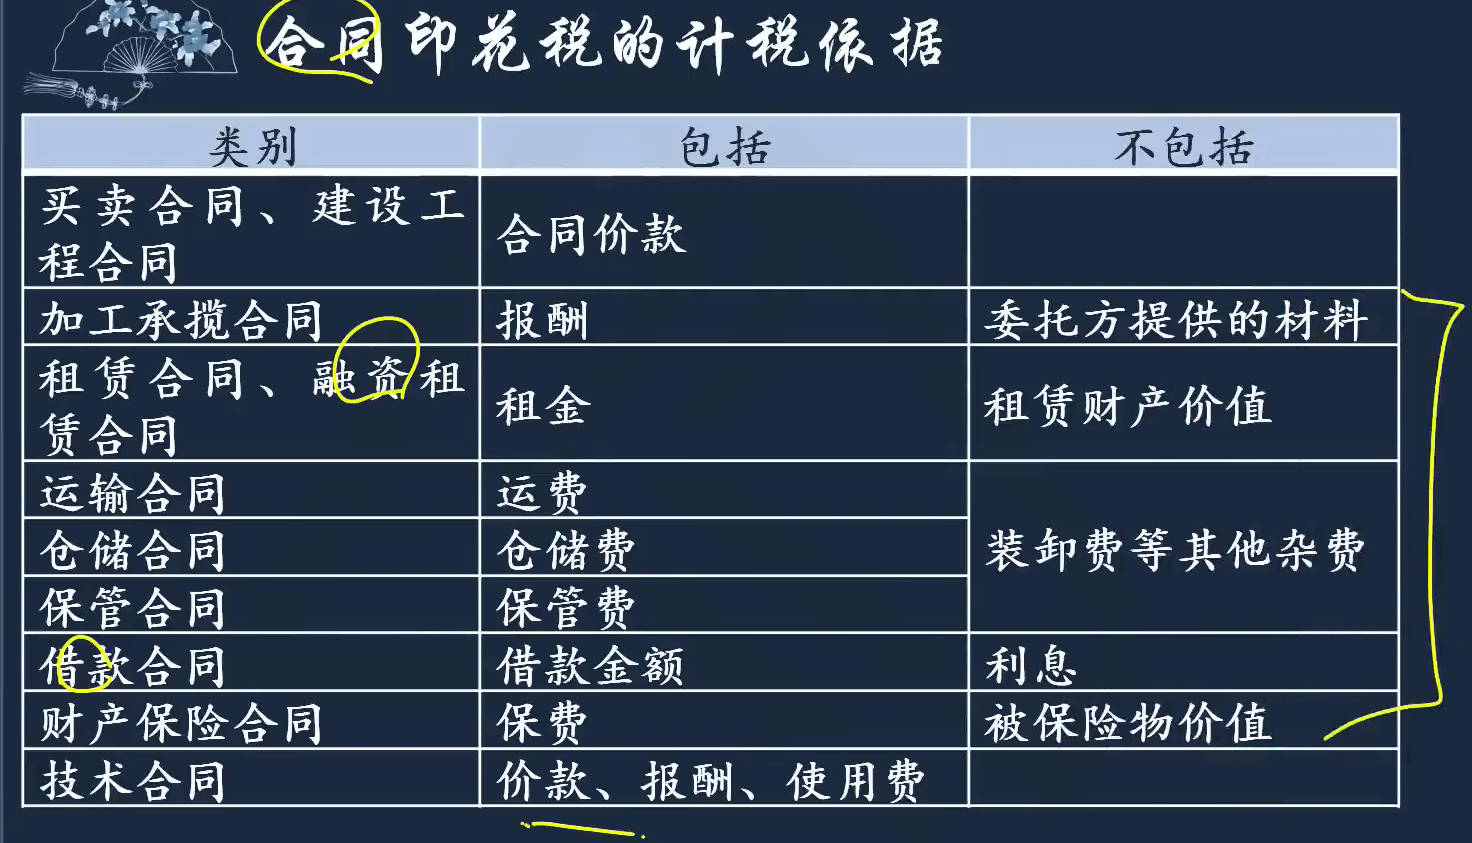 合同印花税的计税依据
类别 包括 不包括
买卖合同、建设工
程合同
合同价款
加工承揽合同 报酬 委托方提供的材料
租赁合同、融资租
赁合同
租金 租赁财产价值
运输合同 运费
仓储合同 仓储费 装卸费等其他杂费
保管合同 保管费
借款合同 借款金额 利息
财产保险合同 保费 被保险物价值
技术合同 价款、报酬、使用费